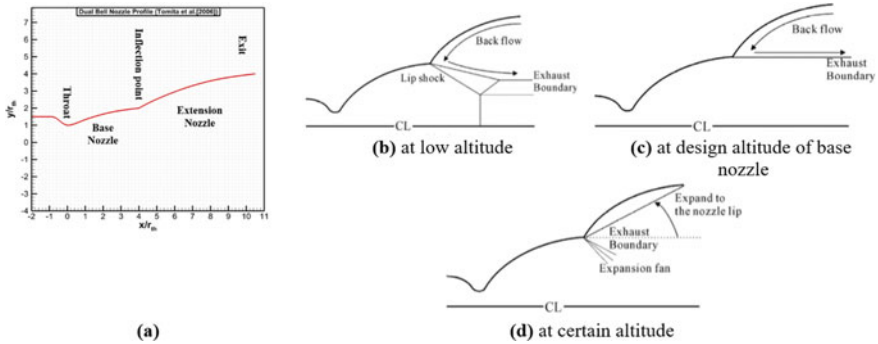 Dual Bell Nozzle Profile (Tomita et al.[2006])
y/r_th
7
6
5
4
3
2
1
0
-1
-2
-3
-4
Throat
Inflection point
Exit
Base
Nozzle
Extension
Nozzle
-2 -1 0 1 2 3 4 5 6 7 8 9 10 11
x/r_th
(a)
Back flow
Lip shock
Exhaust
Boundary
CL
(b) at low altitude
Back flow
Exhaust
Boundary
CL
(c) at design altitude of base
nozzle
Expand to
the nozzle lip
Exhaust
Boundary
Expansion fan
CL
(d) at certain altitude